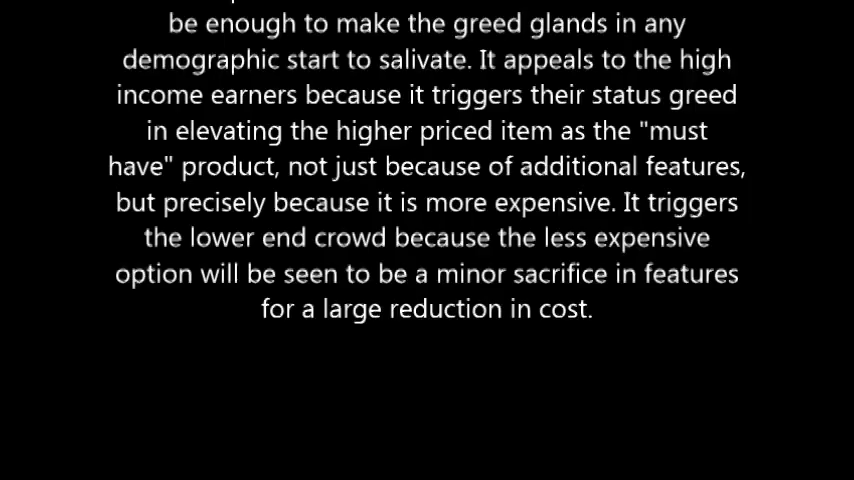 be enough to make the greed glands in any
demographic start to salivate. It appeals to the high
income earners because it triggers their status greed
in elevating the higher priced item as the "must
have" product, not just because of additional features,
but precisely because it is more expensive. It triggers
the lower end crowd because the less expensive
option will be seen to be a minor sacrifice in features
for a large reduction in cost.